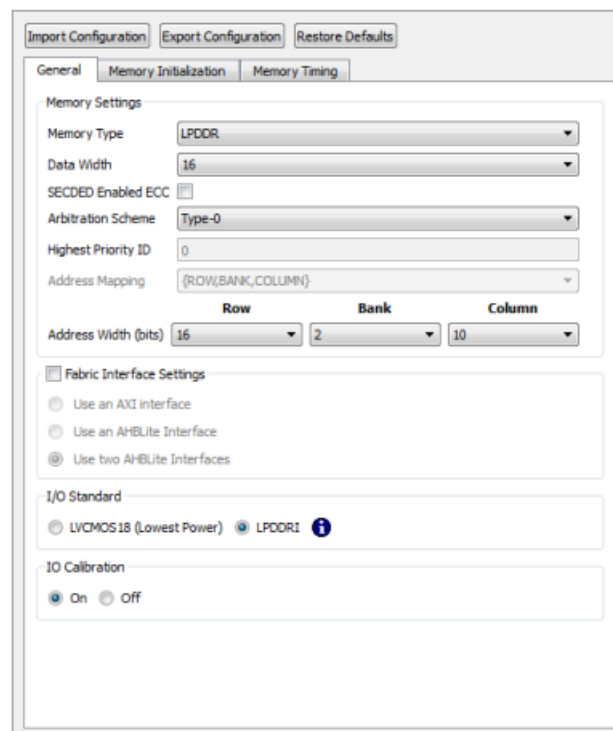 Import Configuration Export Configuration Restore Defaults
General Memory Initialization Memory Timing
Memory Settings
Memory Type LPDDR
Data Width 16
SECDED Enabled ECC
Arbitration Scheme Type-0
Highest Priority ID 0
Address Mapping {ROW,BANK,COLUMN}
Row Bank Column
Address Width (bits) 16 2 10
Fabric Interface Settings
Use an AXI interface
Use an AHBLite Interface
Use two AHBLite Interfaces
I/O Standard
LVCMOS18 (Lowest Power) LPDDRI
IO Calibration
On Off